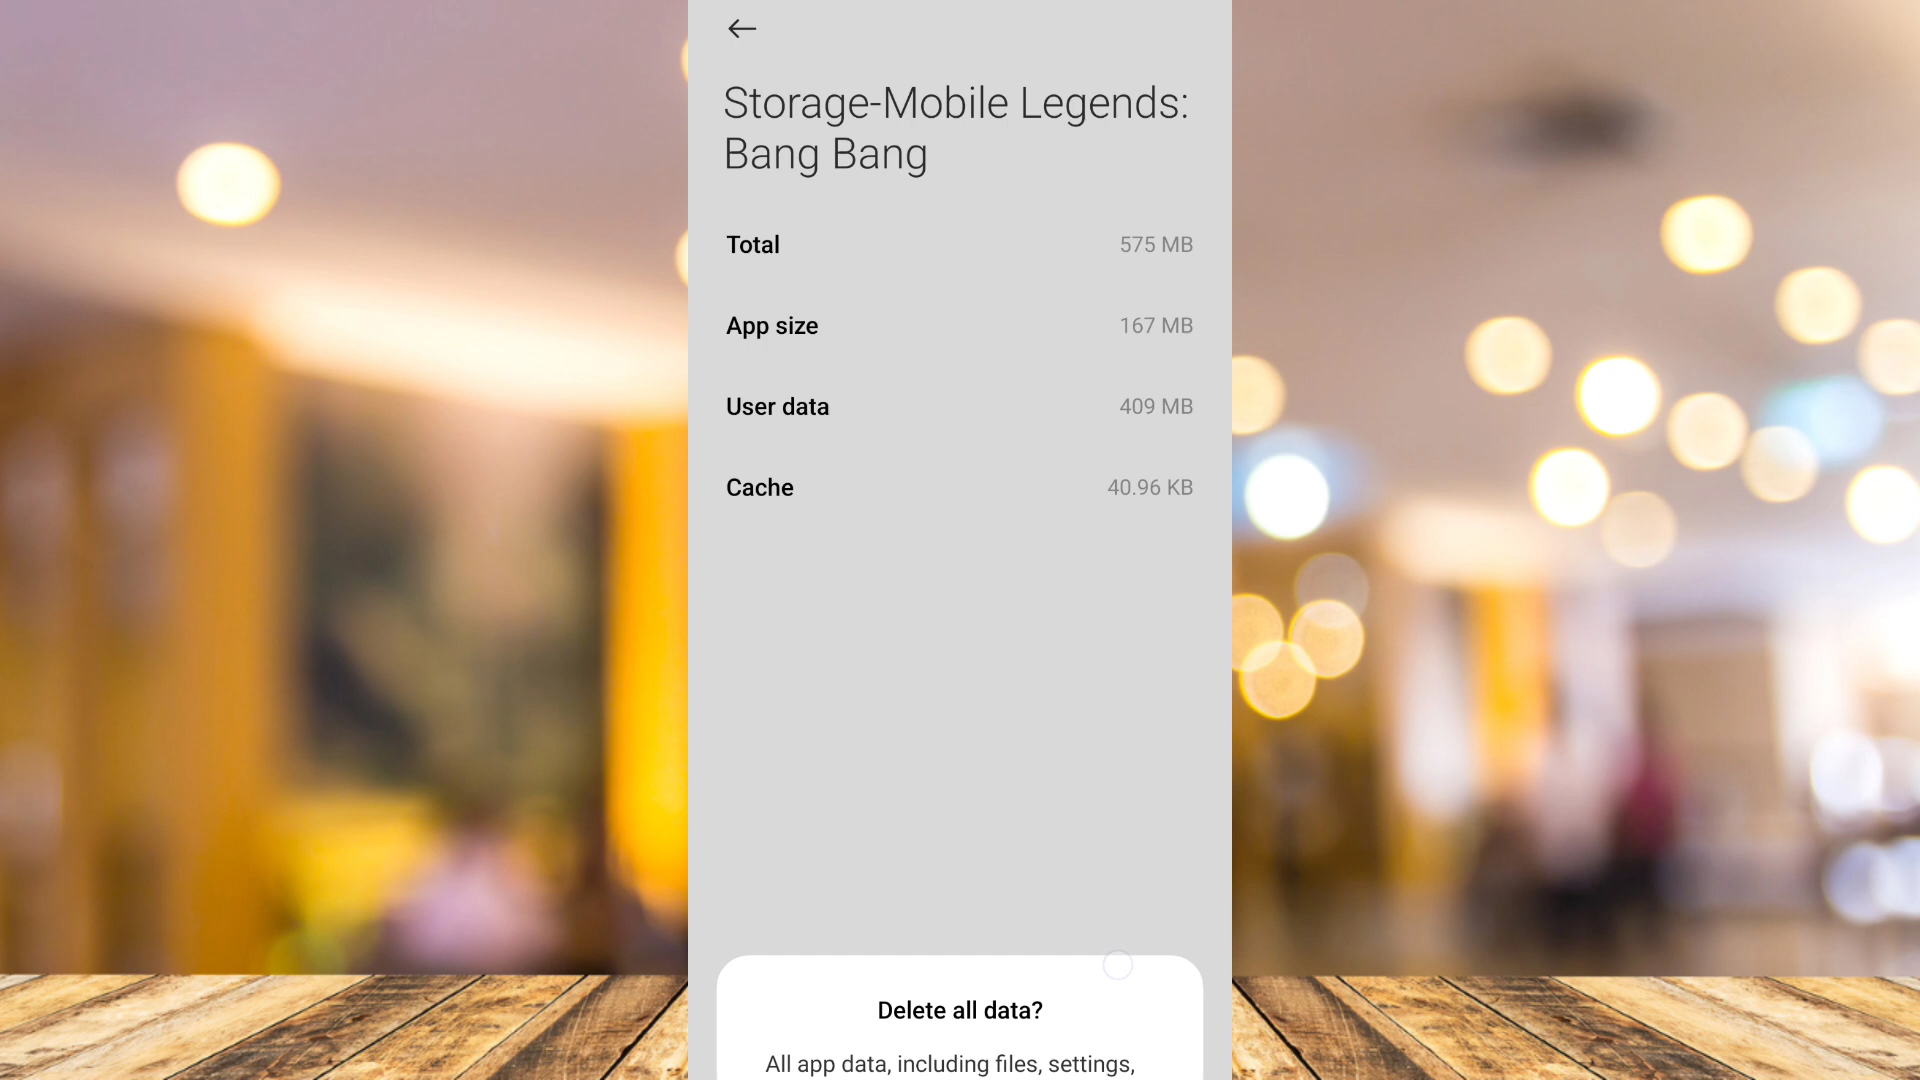 Storage-Mobile Legends:
Bang Bang
Total 575 MB
App size 167 MB
User data 409 MB
Cache 40.96 KB
Delete all data?
All app data, including files, settings,